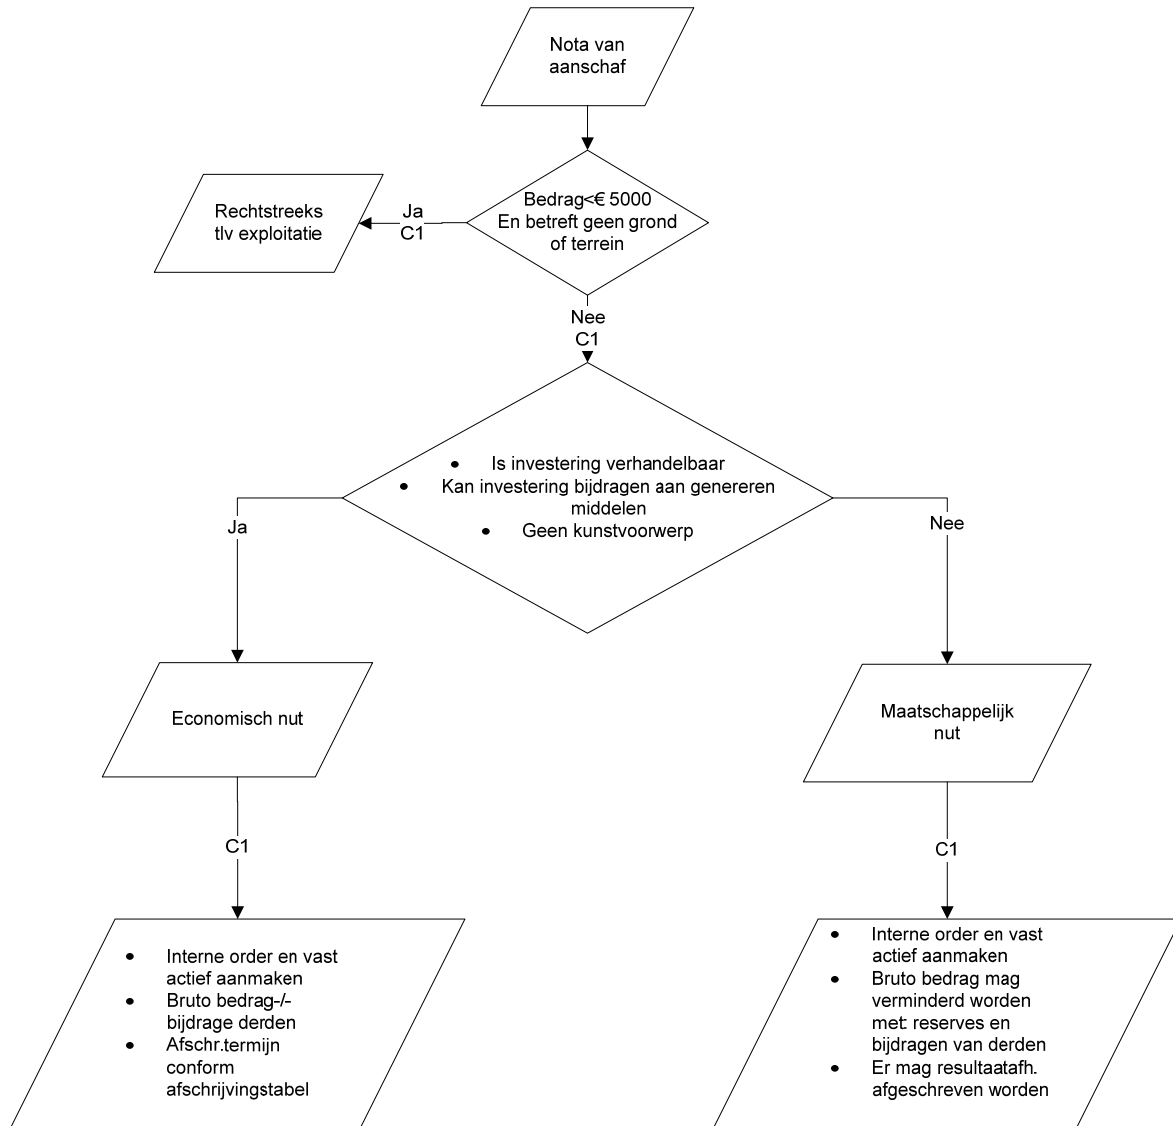 Nota van
aanschaf
Bedrag<€ 5000
En betreft geen grond
of terrein
Ja
C1
Rechtstreeks
tlv exploitatie
Nee
C1
• Is investering verhandelbaar
• Kan investering bijdragen aan genereren
middelen
• Geen kunstvoorwerp
Ja
Nee
Economisch nut
Maatschappelijk
nut
C1
C1
• Interne order en vast
actief aanmaken
• Bruto bedrag-/-
bijdrage derden
• Afschr.termijn
conform
afschrijvingstabel
• Interne order en vast
actief aanmaken
• Bruto bedrag mag
verminderd worden
met: reserves en
bijdragen van derden
• Er mag resultaatafh.
afgeschreven worden